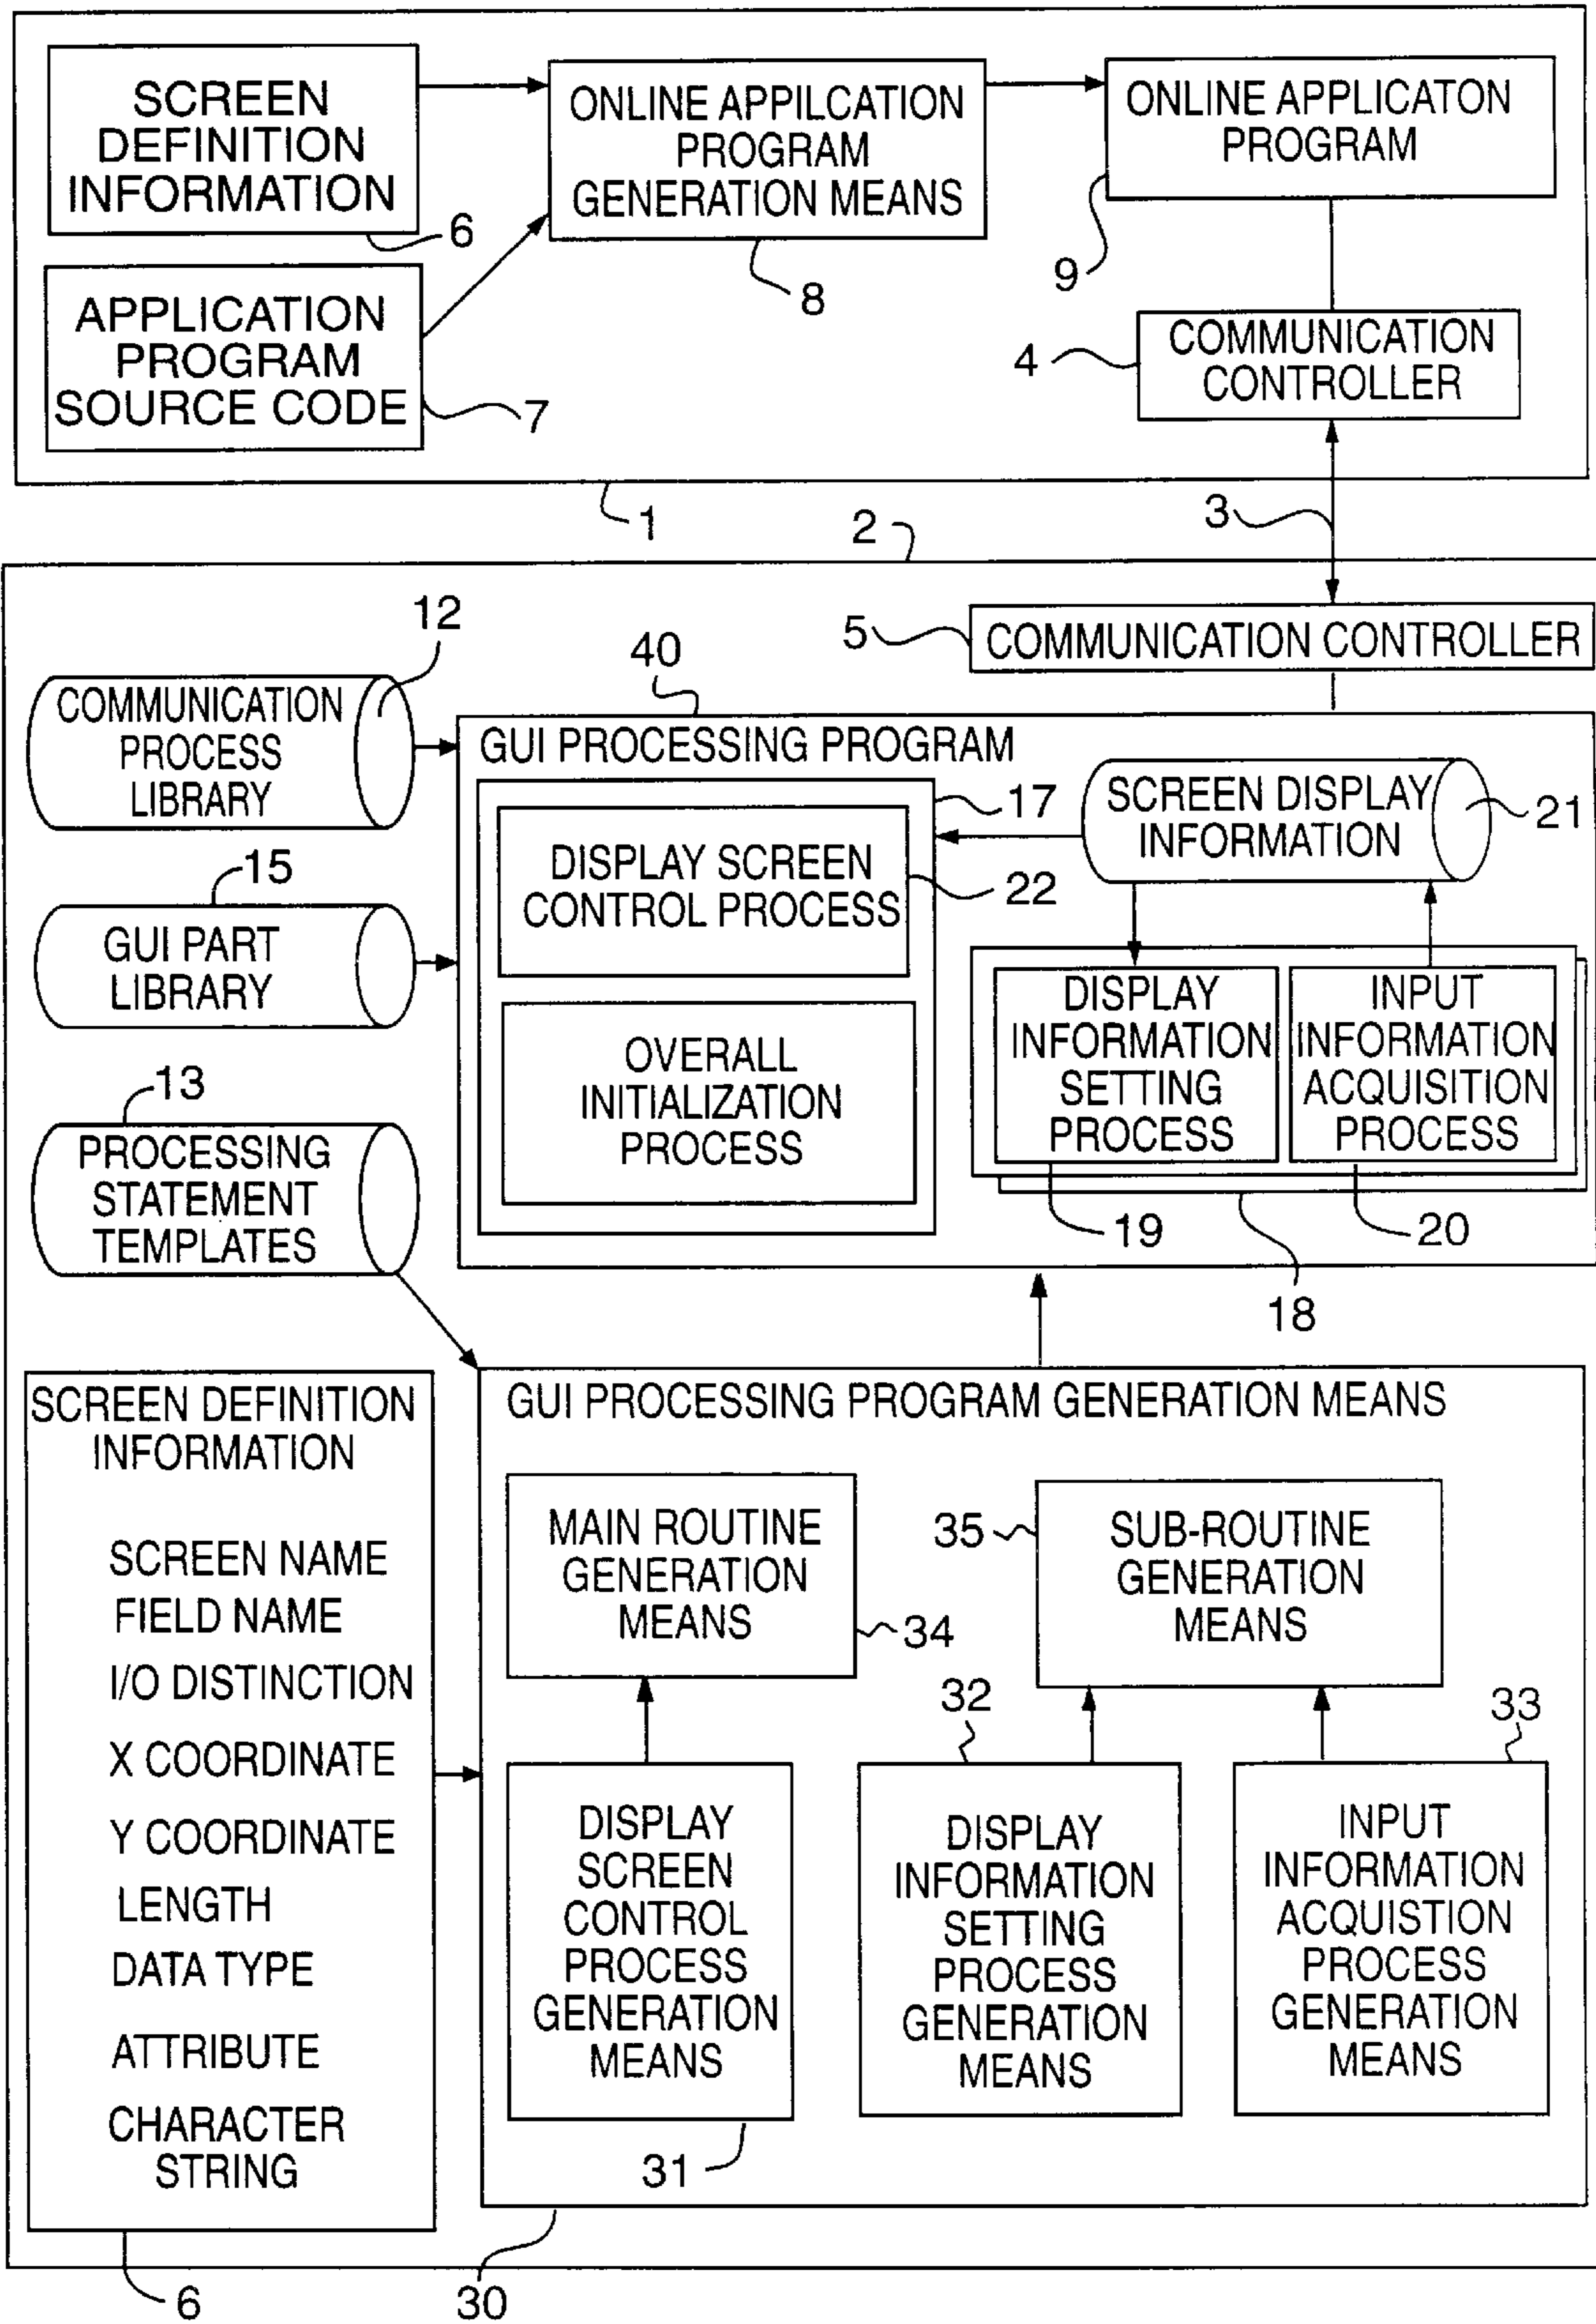 SCREEN
DEFINITION
INFORMATION
6
APPLICATION
PROGRAM
SOURCE CODE
7
ONLINE APPILCATION
PROGRAM
GENERATION MEANS
8
ONLINE APPLICATON
PROGRAM
9
4
COMMUNICATION
CONTROLLER
1
2
3
12
COMMUNICATION
PROCESS
LIBRARY
15
GUI PART
LIBRARY
13
PROCESSING
STATEMENT
TEMPLATES
5
COMMUNICATION CONTROLLER
40
GUI PROCESSING PROGRAM
17
DISPLAY SCREEN
CONTROL PROCESS
22
OVERALL
INITIALIZATION
PROCESS
SCREEN DISPLAY
INFORMATION
21
DISPLAY
INFORMATION
SETTING
PROCESS
19
INPUT
INFORMATION
ACQUISITION
PROCESS
20
18
SCREEN DEFINITION
INFORMATION
SCREEN NAME
FIELD NAME
I/O DISTINCTION
X COORDINATE
Y COORDINATE
LENGTH
DATA TYPE
ATTRIBUTE
CHARACTER
STRING
6
GUI PROCESSING PROGRAM GENERATION MEANS
MAIN ROUTINE
GENERATION
MEANS
34
35
SUB-ROUTINE
GENERATION
MEANS
DISPLAY
SCREEN
CONTROL
PROCESS
GENERATION
MEANS
31
32
DISPLAY
INFORMATION
SETTING
PROCESS
GENERATION
MEANS
33
INPUT
INFORMATION
ACQUISTION
PROCESS
GENERATION
MEANS
30